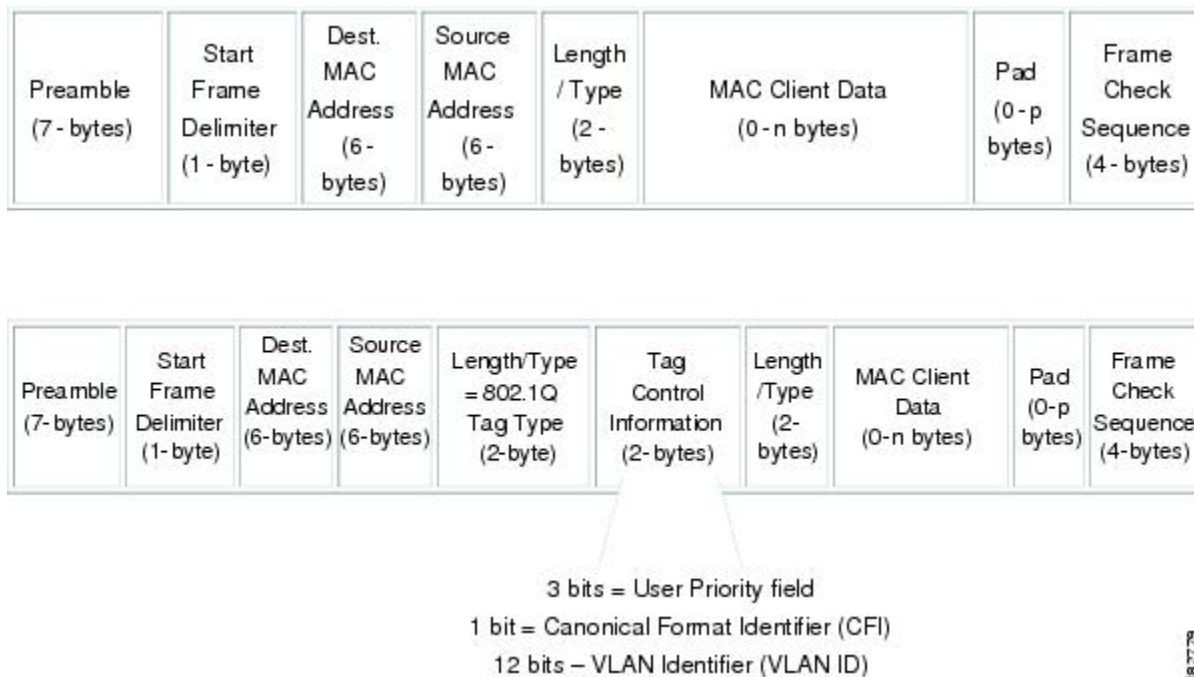 Preamble
(7 - bytes)
Start
Frame
Delimiter
(1 - byte)
Dest.
MAC
Address
(6 -
bytes)
Source
MAC
Address
(6 -
bytes)
Length
/ Type
(2 -
bytes)
MAC Client Data
(0 - n bytes)
Pad
(0 - p
bytes)
Frame
Check
Sequence
(4 - bytes)
Preamble
(7-bytes)
Start
Frame
Delimiter
(1-byte)
Dest.
MAC
Address
(6-bytes)
Source
MAC
Address
(6-bytes)
Length/Type
= 802.1Q
Tag Type
(2-byte)
Tag
Control
Information
(2- bytes)
Length
/Type
(2-
bytes)
MAC Client
Data
(0-n bytes)
Pad
(0-p
bytes)
Frame
Check
Sequence
(4-bytes)
3 bits = User Priority field
1 bit = Canonical Format Identifier (CFI)
12 bits – VLAN Identifier (VLAN ID)